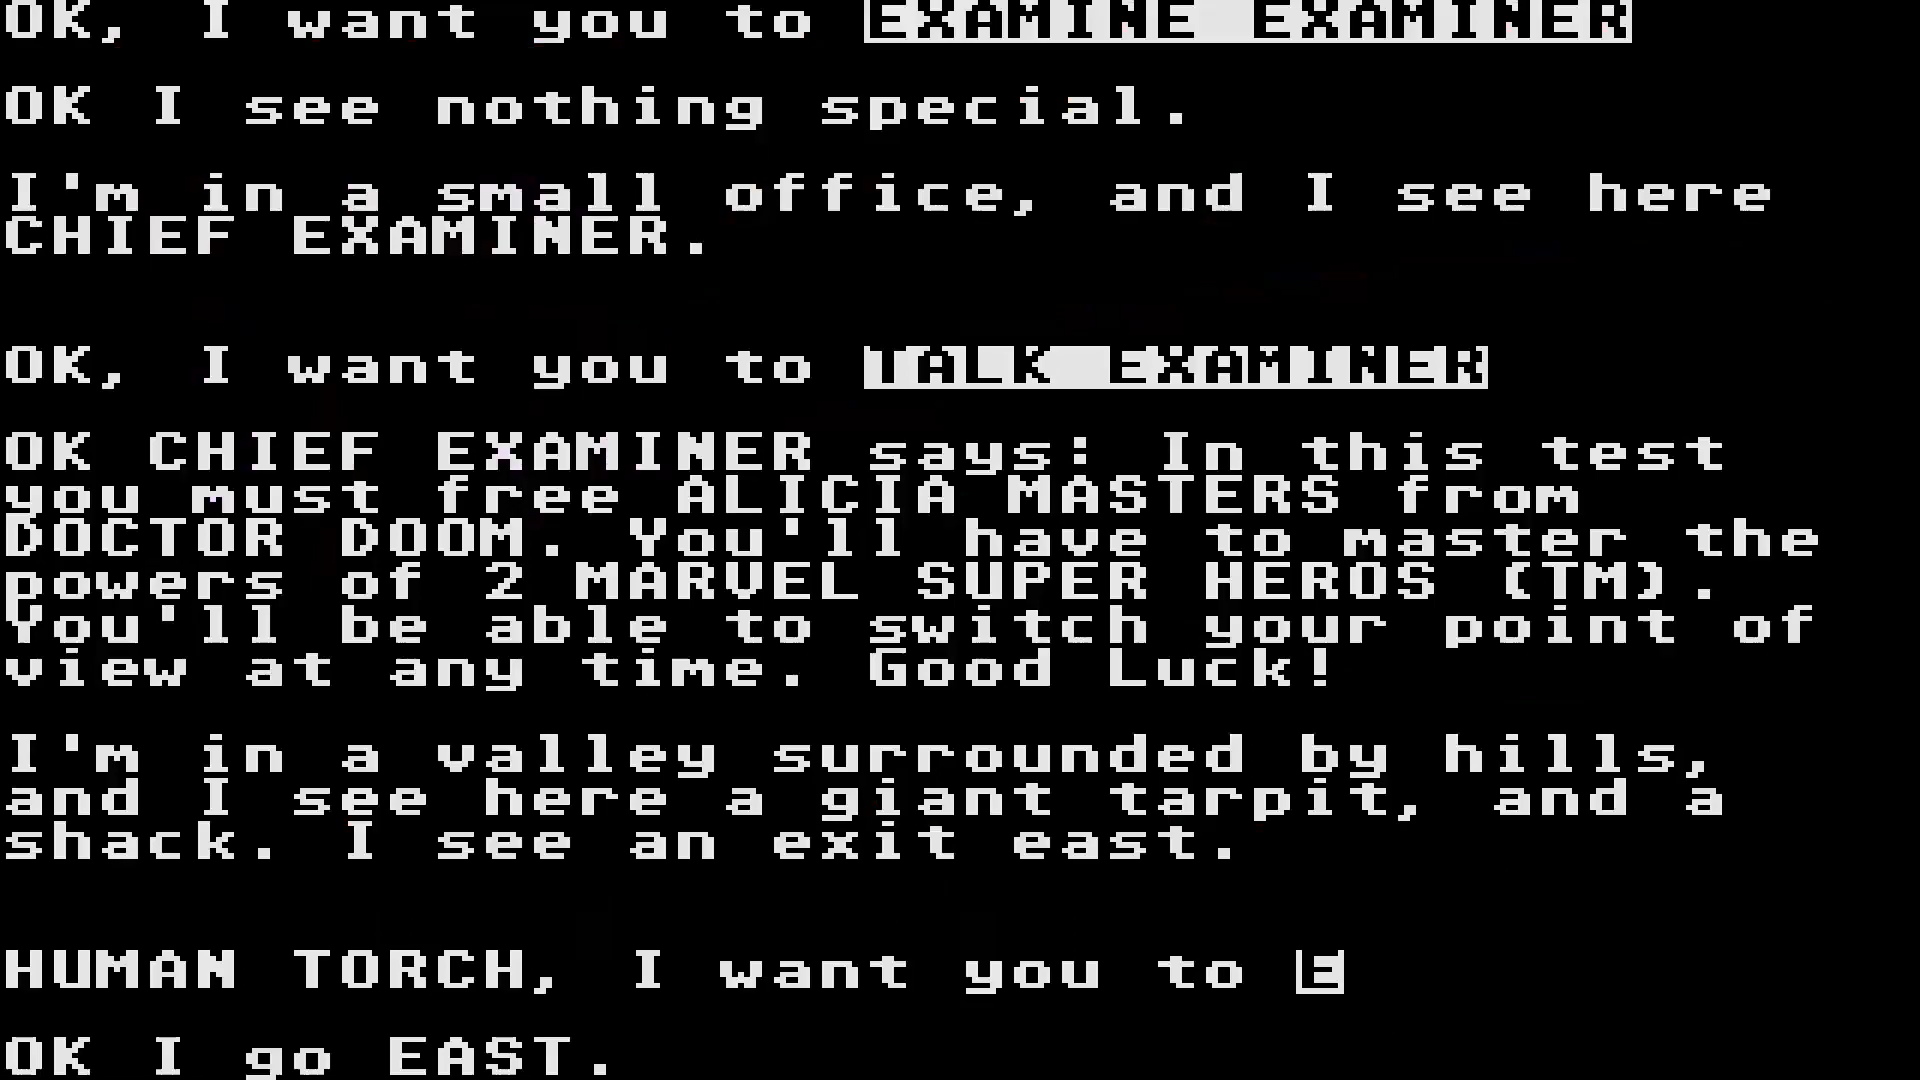 OK, I want you to EXAMINE EXAMINER
OK I see nothing special.
I'm in a small office, and I see here
CHIEF EXAMINER.
OK, I want you to TALK EXAMINER
OK CHIEF EXAMINER says: In this test
you must free ALICIA MASTERS from
DOCTOR DOOM. You'll have to master the
powers of 2 MARVEL SUPER HEROS (TM).
You'll be able to switch your point of
view at any time. Good Luck!
I'm in a valley surrounded by hills,
and I see here a giant tarpit, and a
shack. I see an exit east.
HUMAN TORCH, I want you to E
OK I go EAST.